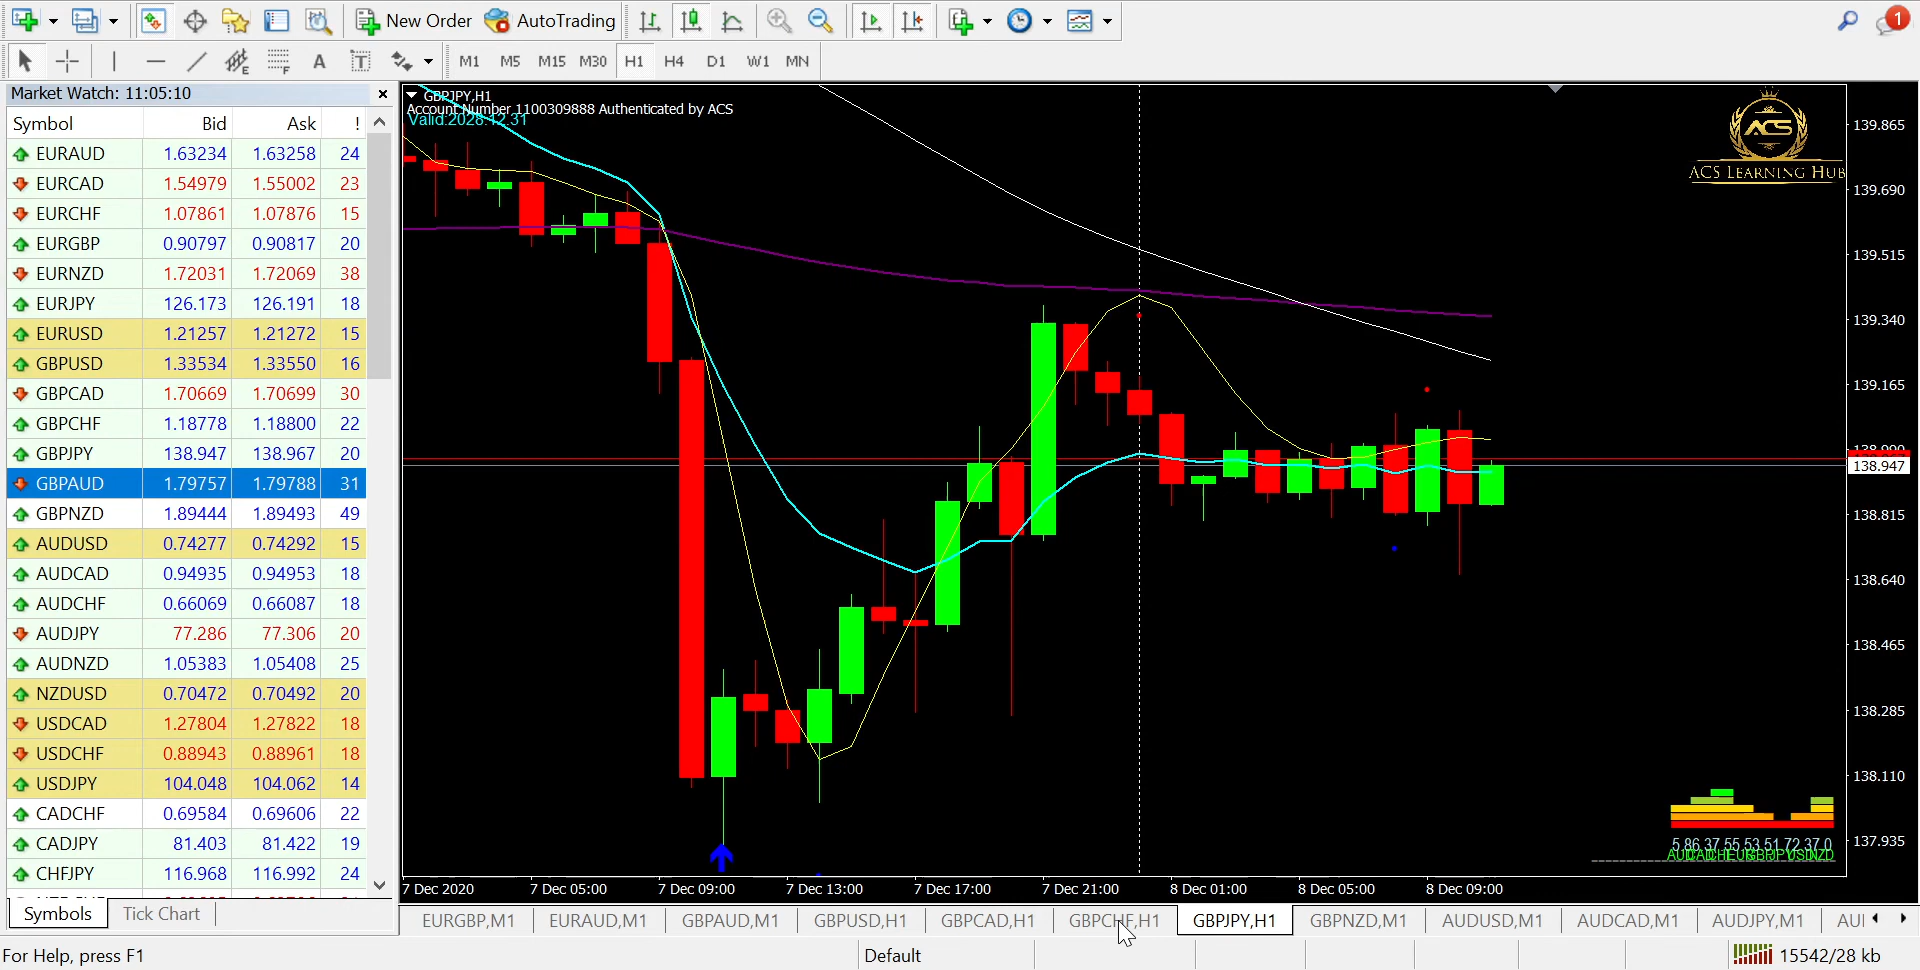 New Order AutoTrading 1
A T M1 M5 M15 M30 H1 H4 D1 W1 MN
Market Watch: 11:05:10
Symbol Bid Ask !
EURAUD 1.63234 1.63258 24
EURCAD 1.54979 1.55002 23
EURCHF 1.07861 1.07876 15
EURGBP 0.90797 0.90817 20
EURNZD 1.72031 1.72069 38
EURJPY 126.173 126.191 18
EURUSD 1.21257 1.21272 15
GBPUSD 1.33534 1.33550 16
GBPCAD 1.70669 1.70699 30
GBPCHF 1.18778 1.18800 22
GBPJPY 138.947 138.967 20
GBPAUD 1.79757 1.79788 31
GBPNZD 1.89444 1.89493 49
AUDUSD 0.74277 0.74292 15
AUDCAD 0.94935 0.94953 18
AUDCHF 0.66069 0.66087 18
AUDJPY 77.286 77.306 20
AUDNZD 1.05383 1.05408 25
NZDUSD 0.70472 0.70492 20
USDCAD 1.27804 1.27822 18
USDCHF 0.88943 0.88961 18
USDJPY 104.048 104.062 14
CADCHF 0.69584 0.69606 22
CADJPY 81.403 81.422 19
CHFJPY 116.968 116.992 24
Symbols Tick Chart
GBPJPY,H1
Account Number 1100309888 Authenticated by ACS
Valid:2028.12.31
ACS
ACS LEARNING HUB
139.865
139.690
139.515
139.340
139.165
138.947
138.815
138.640
138.465
138.285
138.110
137.935
7 Dec 2020 7 Dec 05:00 7 Dec 09:00 7 Dec 13:00 7 Dec 17:00 7 Dec 21:00 8 Dec 01:00 8 Dec 05:00 8 Dec 09:00
EURGBP,M1 EURAUD,M1 GBPAUD,M1 GBPUSD,H1 GBPCAD,H1 GBPCHF,H1 GBPJPY,H1 GBPNZD,M1 AUDUSD,M1 AUDCAD,M1 AUDJPY,M1 AUI
For Help, press F1 Default 15542/28 kb